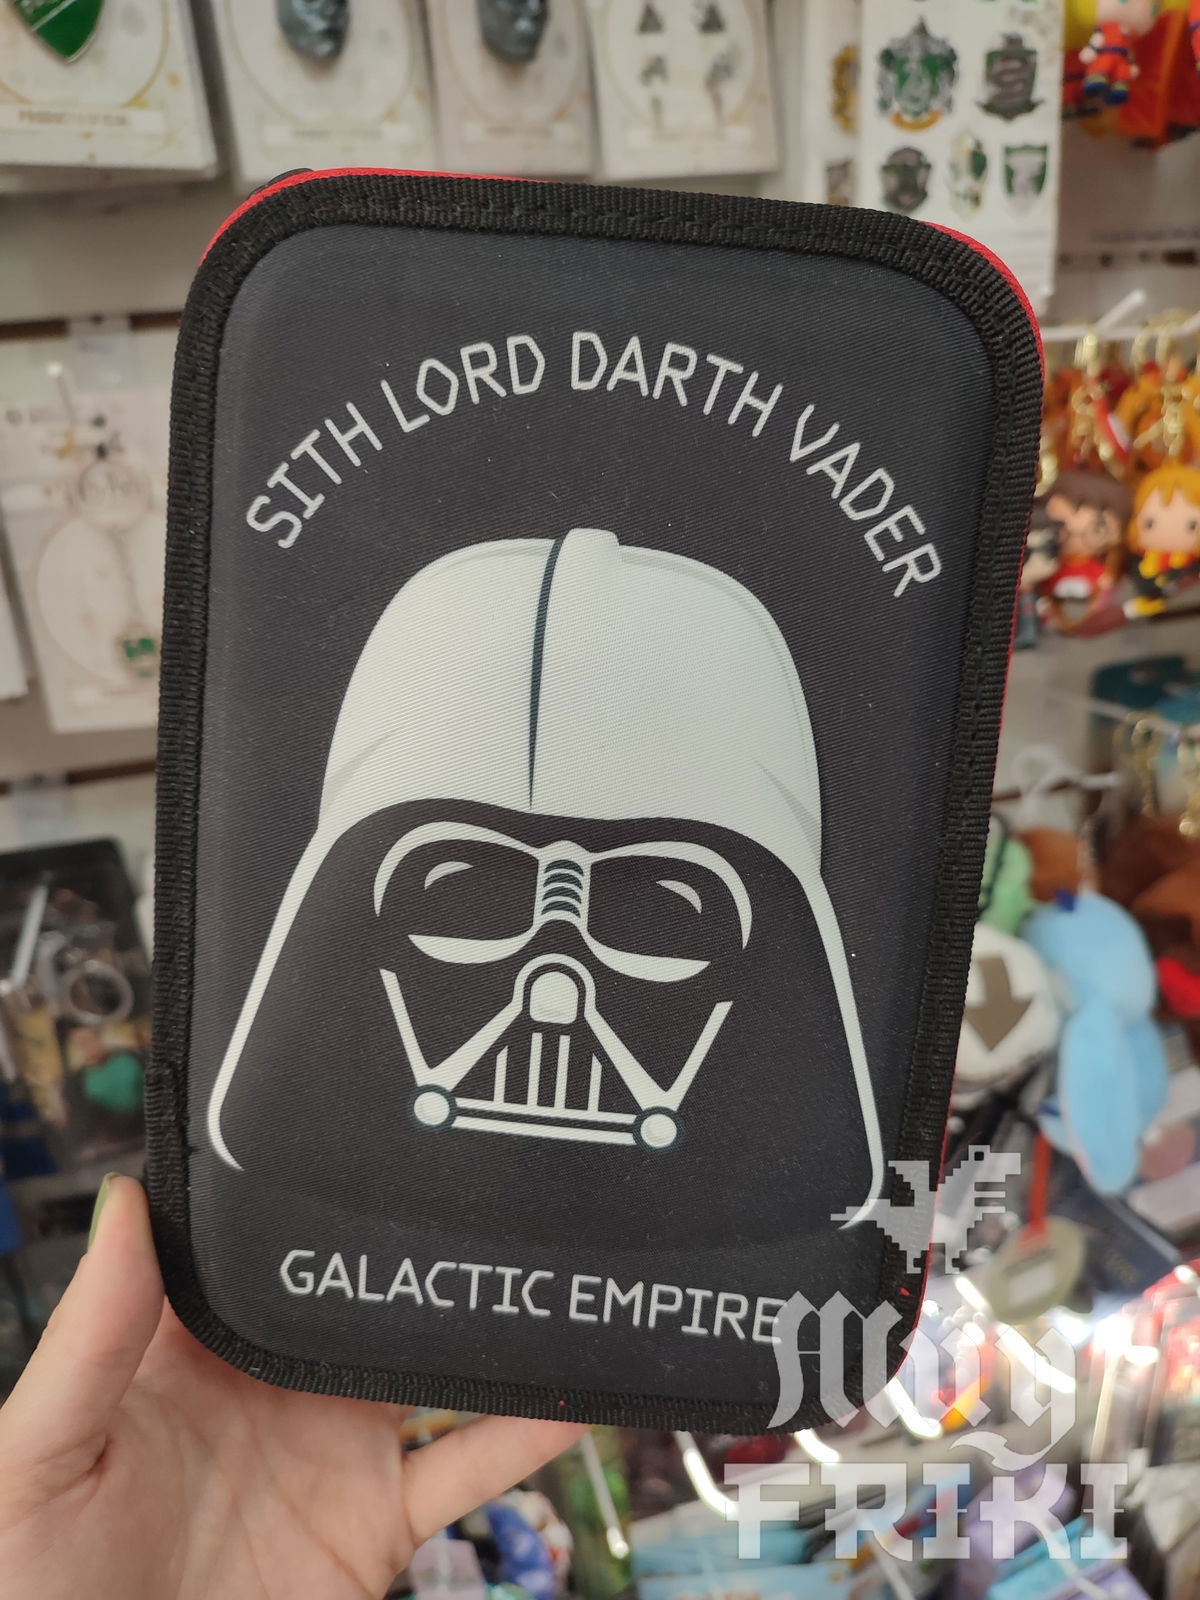 SITH LORD DARTH VADER
GALACTIC EMPIRE
Muy
FRIKI